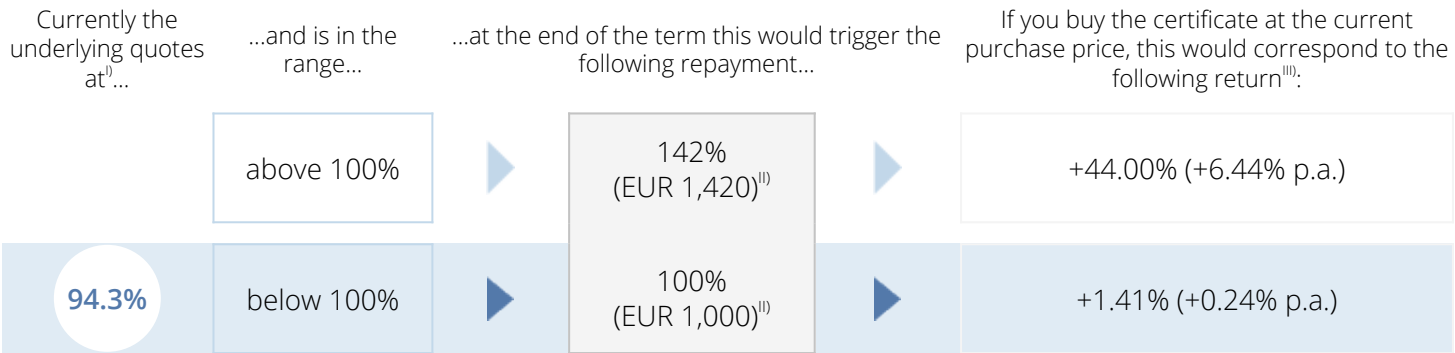 Currently the
underlying quotes
at^I)...
...and is in the
range...
...at the end of the term this would trigger the
following repayment...
If you buy the certificate at the current
purchase price, this would correspond to the
following return^III):
above 100%
142%
(EUR 1,420)^II)
+44.00% (+6.44% p.a.)
94.3%
below 100%
100%
(EUR 1,000)^II)
+1.41% (+0.24% p.a.)